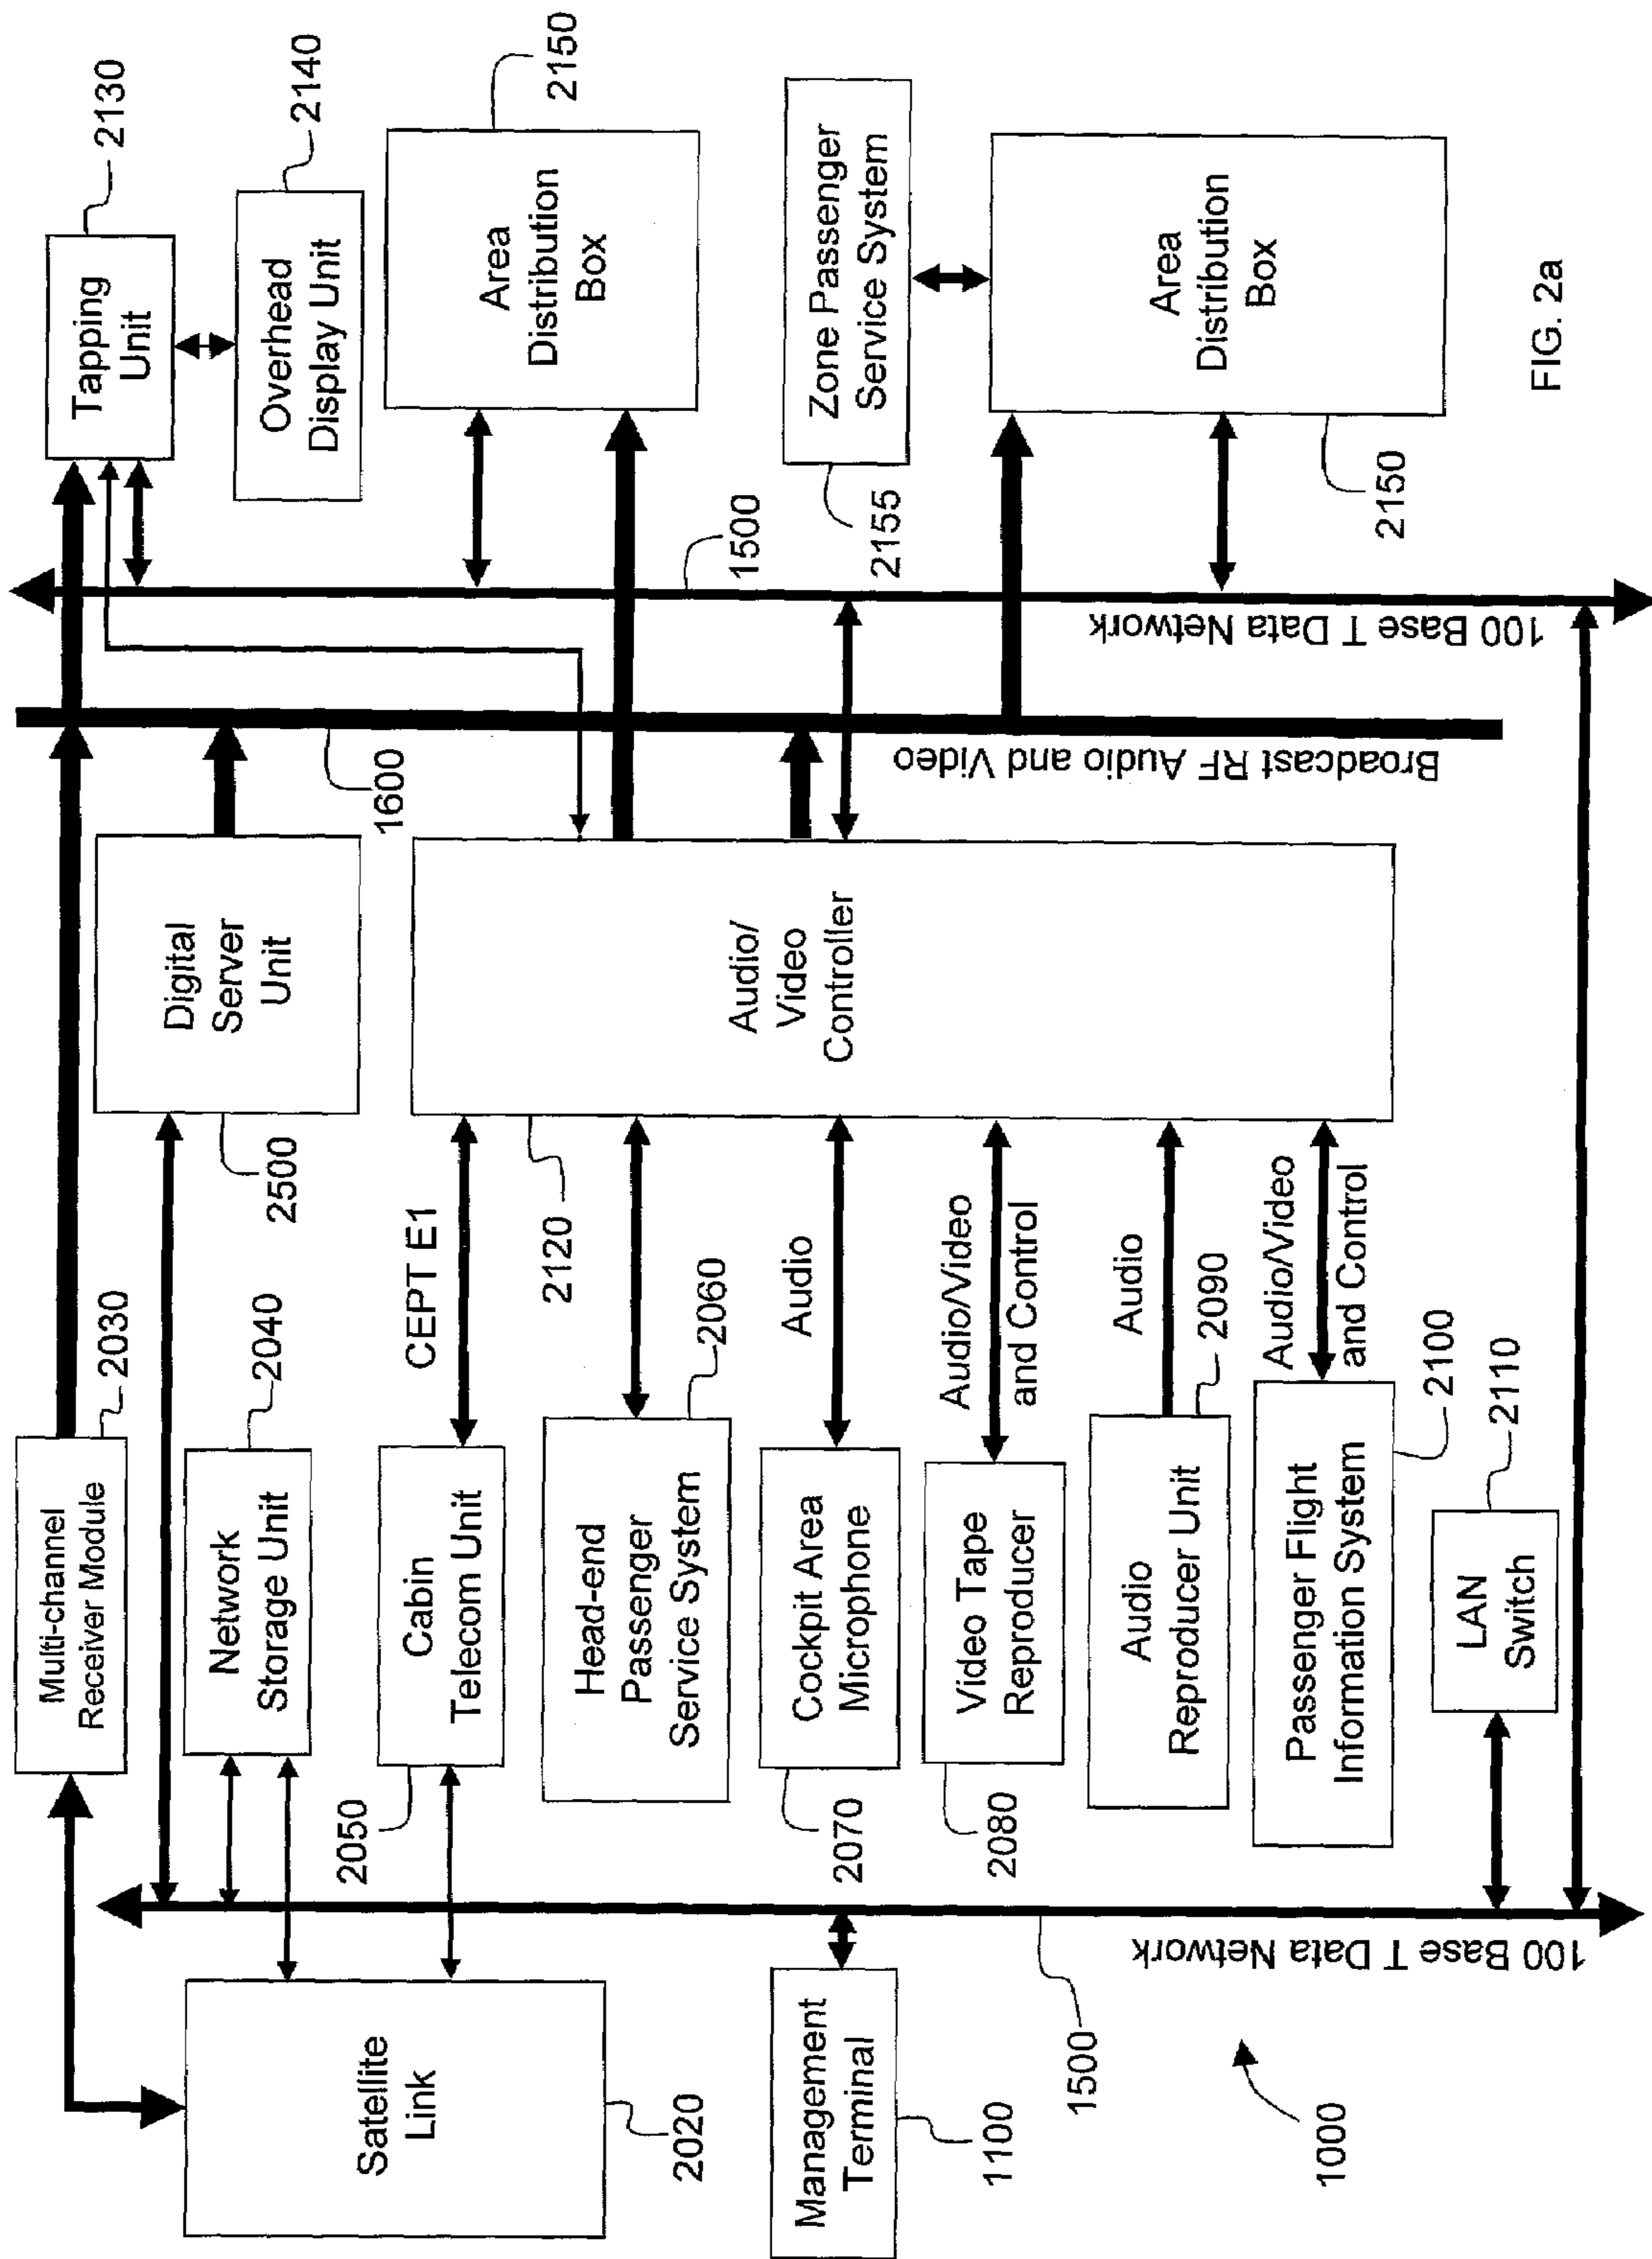 Multi-channel
Receiver Module
2030
Tapping
Unit
2130
Digital
Server
Unit
2500
1600
Network
Storage Unit
2040
Overhead
Display Unit
2140
Satellite
Link
2020
Cabin
Telecom Unit
2050
CEPT E1
Area
Distribution
Box
2150
Audio/
Video
Controller
2120
Head-end
Passenger
Service System
2060
1500
Management
Terminal
1100
Cockpit Area
Microphone
2070
Audio
Zone Passenger
Service System
2155
Video Tape
Reproducer
2080
Audio/Video
and Control
Audio
Reproducer Unit
2090
Audio
Area
Distribution
Box
2150
Passenger Flight
Information System
2100
Audio/Video
and Control
LAN
Switch
2110
1500
100 Base T Data Network
Broadcast RF Audio and Video
100 Base T Data Network
1000
FIG. 2a